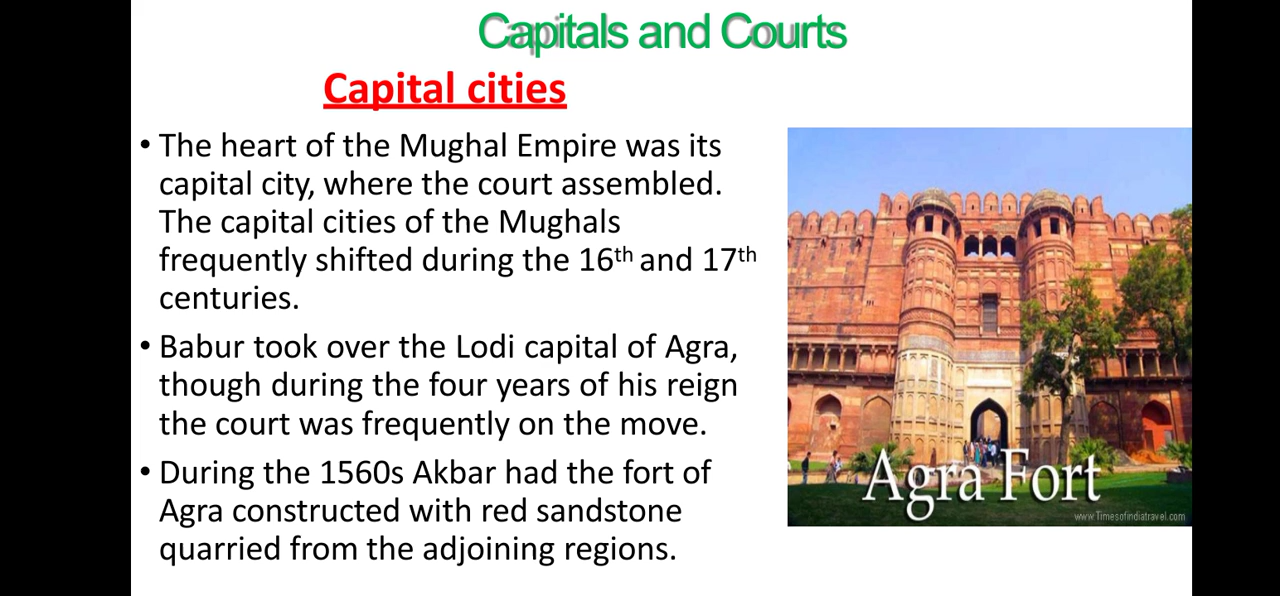 Capitals and Courts
Capital cities
• The heart of the Mughal Empire was its
capital city, where the court assembled.
The capital cities of the Mughals
frequently shifted during the 16th and 17th
centuries.
• Babur took over the Lodi capital of Agra,
though during the four years of his reign
the court was frequently on the move.
• During the 1560s Akbar had the fort of
Agra constructed with red sandstone
quarried from the adjoining regions.
Agra Fort
www.Timesofindiatravel.com